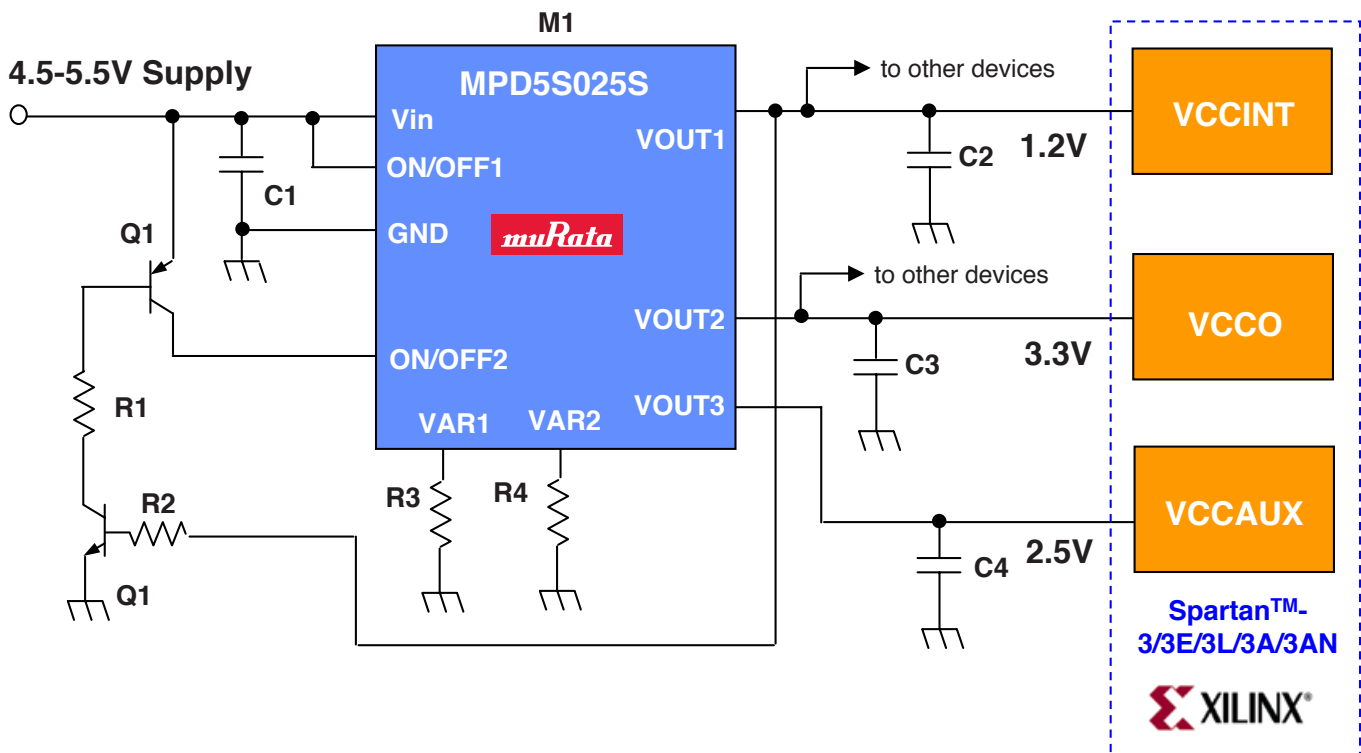 M1
4.5-5.5V Supply
MPD5S025S
to other devices
Vin
VOUT1
VCCINT
ON/OFF1
C2
1.2V
C1
GND
muRata
Q1
to other devices
VOUT2
VCCO
ON/OFF2
C3
3.3V
R1
VOUT3
VAR1
VAR2
R3
R4
R2
VCCAUX
C4
2.5V
Q1
Spartan™-
3/3E/3L/3A/3AN
XILINX®